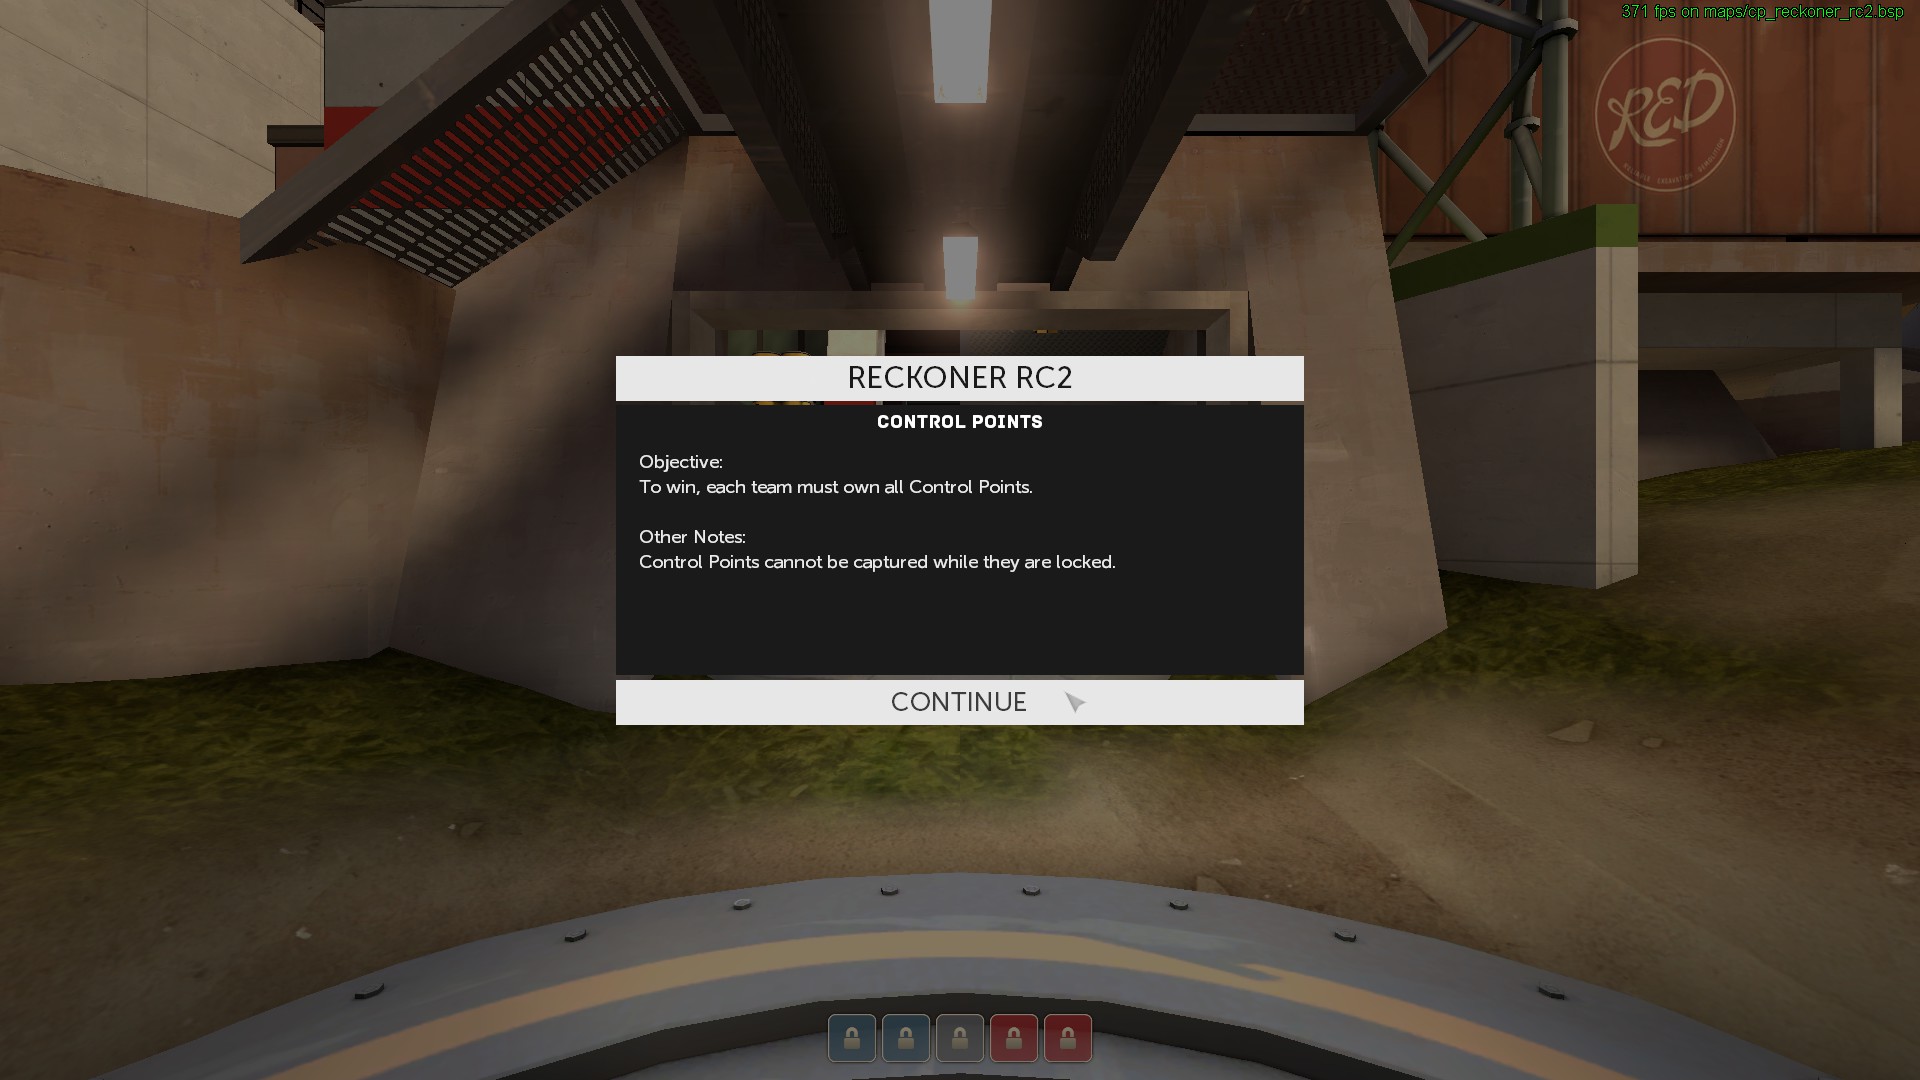 371 fps on maps/cp_reckoner_rc2.bsp
RED
RECKONER RC2
CONTROL POINTS
Objective:
To win, each team must own all Control Points.
Other Notes:
Control Points cannot be captured while they are locked.
CONTINUE